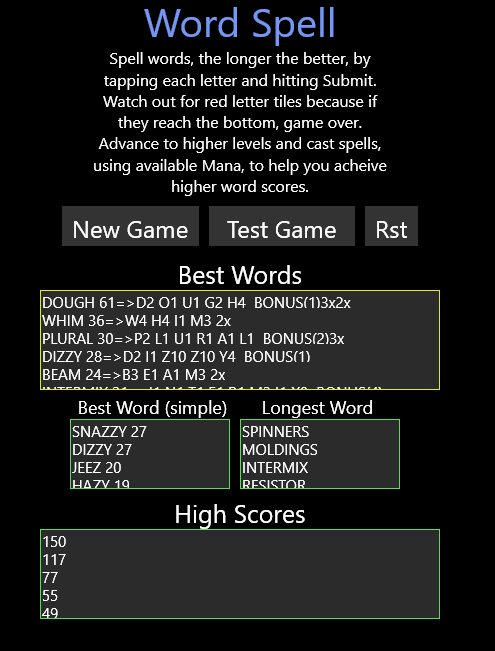 Word Spell
Spell words, the longer the better, by
tapping each letter and hitting Submit.
Watch out for red letter tiles because if
they reach the bottom, game over.
Advance to higher levels and cast spells,
using available Mana, to help you acheive
higher word scores.
New Game Test Game Rst
Best Words
DOUGH 61=>D2 O1 U1 G2 H4 BONUS(1)3x2x
WHIM 36=>W4 H4 I1 M3 2x
PLURAL 30=>P2 L1 U1 R1 A1 L1 BONUS(2)3x
DIZZY 28=>D2 I1 Z10 Z10 Y4 BONUS(1)
BEAM 24=>B3 E1 A1 M3 2x
Best Word (simple) Longest Word
SNAZZY 27 SPINNERS
DIZZY 27 MOLDINGS
JEEZ 20 INTERMIX
HAZY 19 RESISTOR
High Scores
150
117
77
55
49